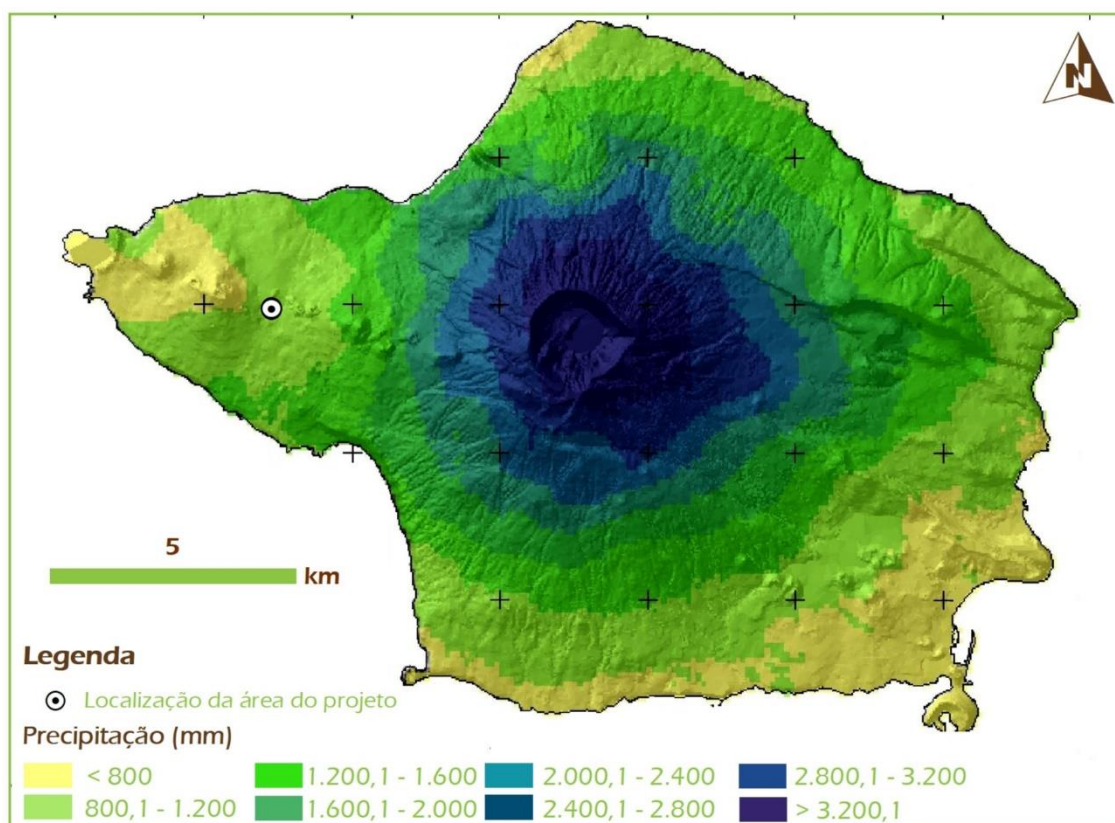 N
5
km
Legenda
Localização da área do projeto
Precipitação (mm)
< 800
1.200,1 - 1.600
2.000,1 - 2.400
2.800,1 - 3.200
800,1 - 1.200
1.600,1 - 2.000
2.400,1 - 2.800
> 3.200,1